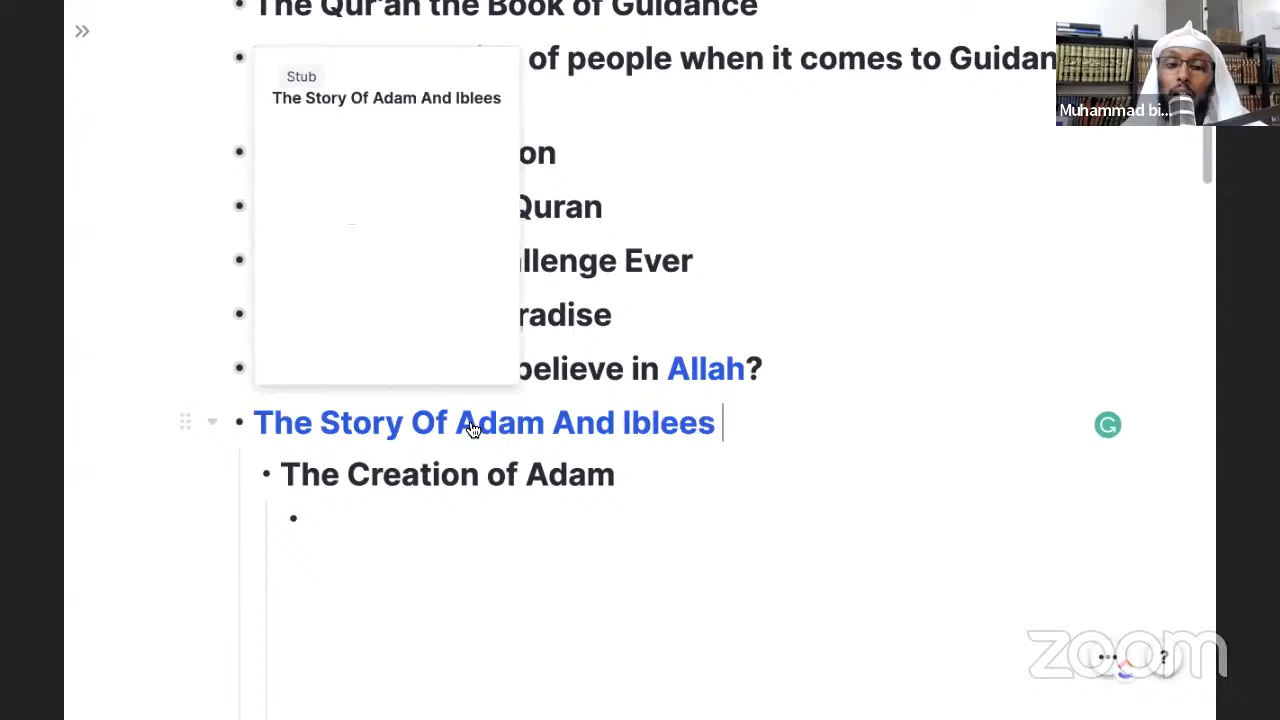 »
The Qur'an the Book of Guidance
of people when it comes to Guidan
Stub
The Story Of Adam And Iblees
on
Quran
llenge Ever
radise
believe in Allah?
The Story Of Adam And Iblees
The Creation of Adam
Muhammad bi...
zoom
?